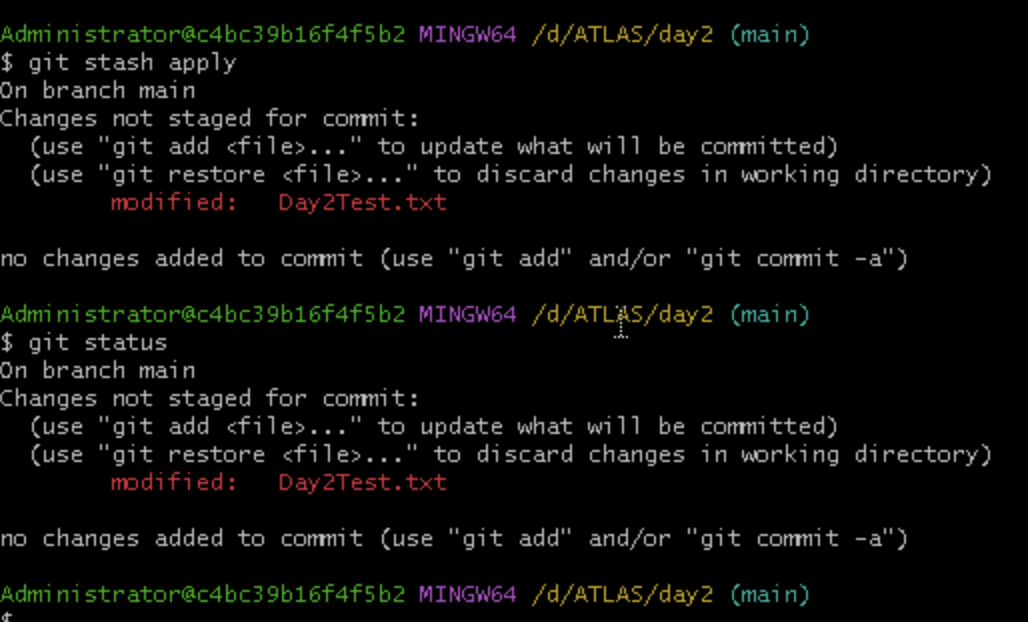 Administrator@c4bc39b16f4f5b2 MINGW64 /d/ATLAS/day2 (main)
$ git stash apply
On branch main
Changes not staged for commit:
  (use "git add <file>..." to update what will be committed)
  (use "git restore <file>..." to discard changes in working directory)
        modified:   Day2Test.txt

no changes added to commit (use "git add" and/or "git commit -a")

Administrator@c4bc39b16f4f5b2 MINGW64 /d/ATLAS/day2 (main)
$ git status
On branch main
Changes not staged for commit:
  (use "git add <file>..." to update what will be committed)
  (use "git restore <file>..." to discard changes in working directory)
        modified:   Day2Test.txt

no changes added to commit (use "git add" and/or "git commit -a")

Administrator@c4bc39b16f4f5b2 MINGW64 /d/ATLAS/day2 (main)
$